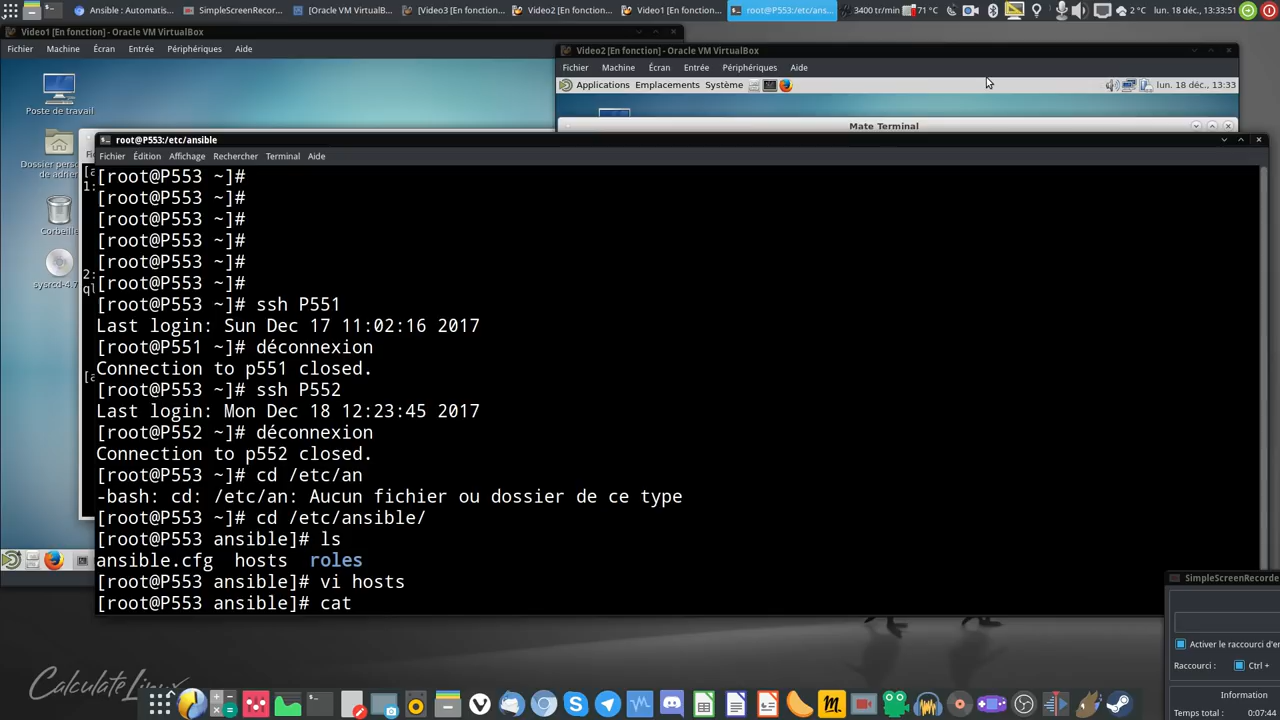 Ansible : Automatis...
SimpleScreenRecor...
[Oracle VM VirtualB...
[Video3 [En fonction]...
Video2 [En fonction]...
Video1 [En fonction]...
root@P553:/etc/ans...
3400 tr/min
71 °C
2 °C
lun. 18 déc., 13:33:51
Video1 [En fonction] - Oracle VM VirtualBox
Fichier Machine Écran Entrée Périphériques Aide
Video2 [En fonction] - Oracle VM VirtualBox
Fichier Machine Écran Entrée Périphériques Aide
Applications Emplacements Système
lun. 18 déc., 13:33
Mate Terminal
Poste de travail
Dossier perso
de adrien
Corbeille
sysrcd-4.7
root@P553:/etc/ansible
Fichier Édition Affichage Rechercher Terminal Aide
[root@P553 ~]#
[root@P553 ~]#
[root@P553 ~]#
[root@P553 ~]#
[root@P553 ~]#
[root@P553 ~]#
[root@P553 ~]# ssh P551
Last login: Sun Dec 17 11:02:16 2017
[root@P551 ~]# déconnexion
Connection to p551 closed.
[root@P553 ~]# ssh P552
Last login: Mon Dec 18 12:23:45 2017
[root@P552 ~]# déconnexion
Connection to p552 closed.
[root@P553 ~]# cd /etc/an
-bash: cd: /etc/an: Aucun fichier ou dossier de ce type
[root@P553 ~]# cd /etc/ansible/
[root@P553 ansible]# ls
ansible.cfg hosts roles
[root@P553 ansible]# vi hosts
[root@P553 ansible]# cat
SimpleScreenRecorde
Activer le raccourci d'en
Raccourci : Ctrl +
Information
Temps total : 0:07:44
Calculate Linux